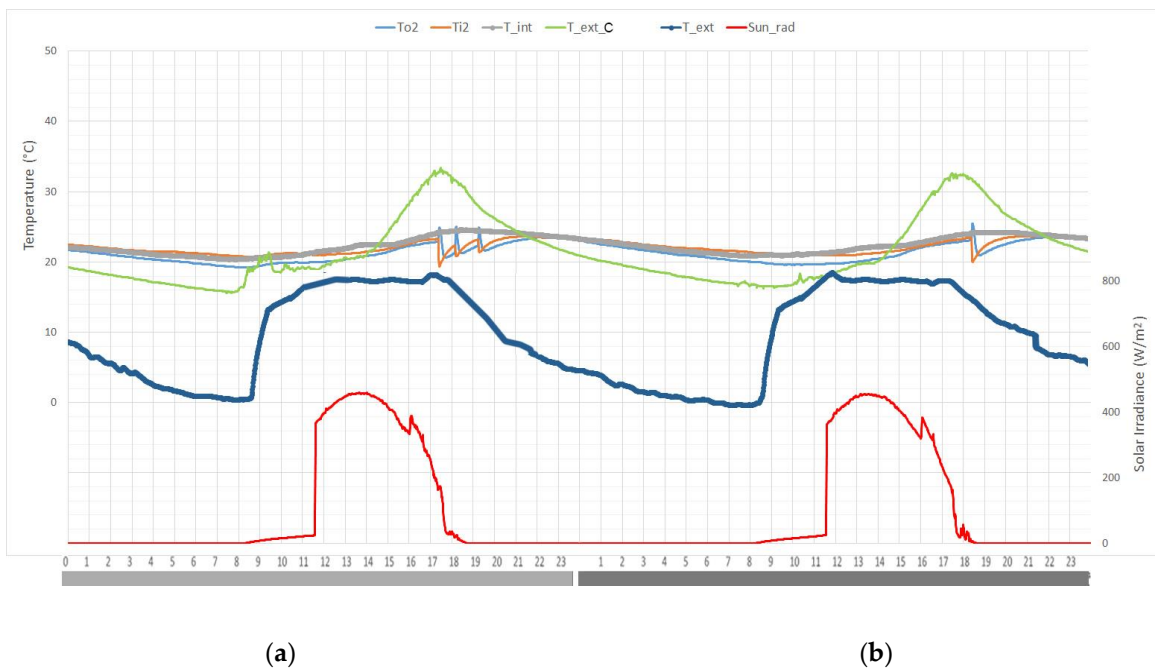 To2 Ti2 T_int T_ext_C T_ext Sun_rad
50
40
30
20
10
0
Temperature (°C)
800
600
400
200
0
Solar Irradiance (W/m²)
0 1 2 3 4 5 6 7 8 9 10 11 12 13 14 15 16 17 18 19 20 21 22 23 1 2 3 4 5 6 7 8 9 10 11 12 13 14 15 16 17 18 19 20 21 22 23
(a) (b)